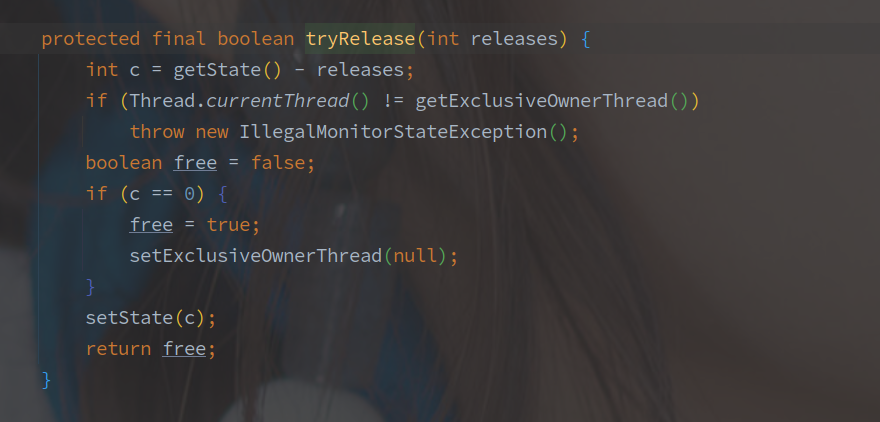 protected final boolean tryRelease(int releases) {
int c = getState() - releases;
if (Thread.currentThread() != getExclusiveOwnerThread())
throw new IllegalMonitorStateException();
boolean free = false;
if (c == 0) {
free = true;
setExclusiveOwnerThread(null);
}
setState(c);
return free;
}